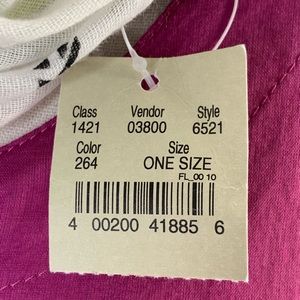 Class Vendor Style
1421 03800 6521
Color Size
264 ONE SIZE
FL_00 10
4 00200 41885 6